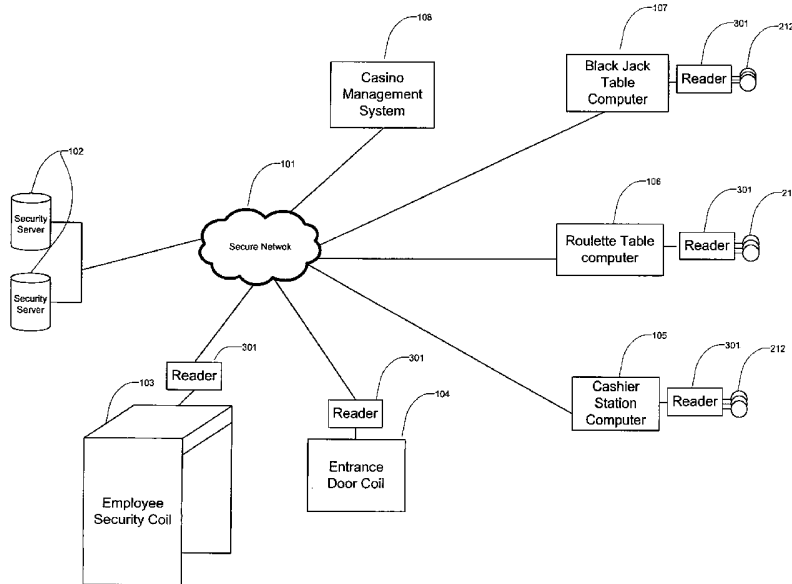 108
107
301
212
Casino
Management
System
Black Jack
Table
Computer
Reader
102
101
106
301
21
Security
Server
Secure Netwok
Roulette Table
computer
Reader
Security
Server
301
105
301
212
103
Reader
301
104
Cashier
Station
Computer
Reader
Reader
Entrance
Door Coil
Employee
Security Coil